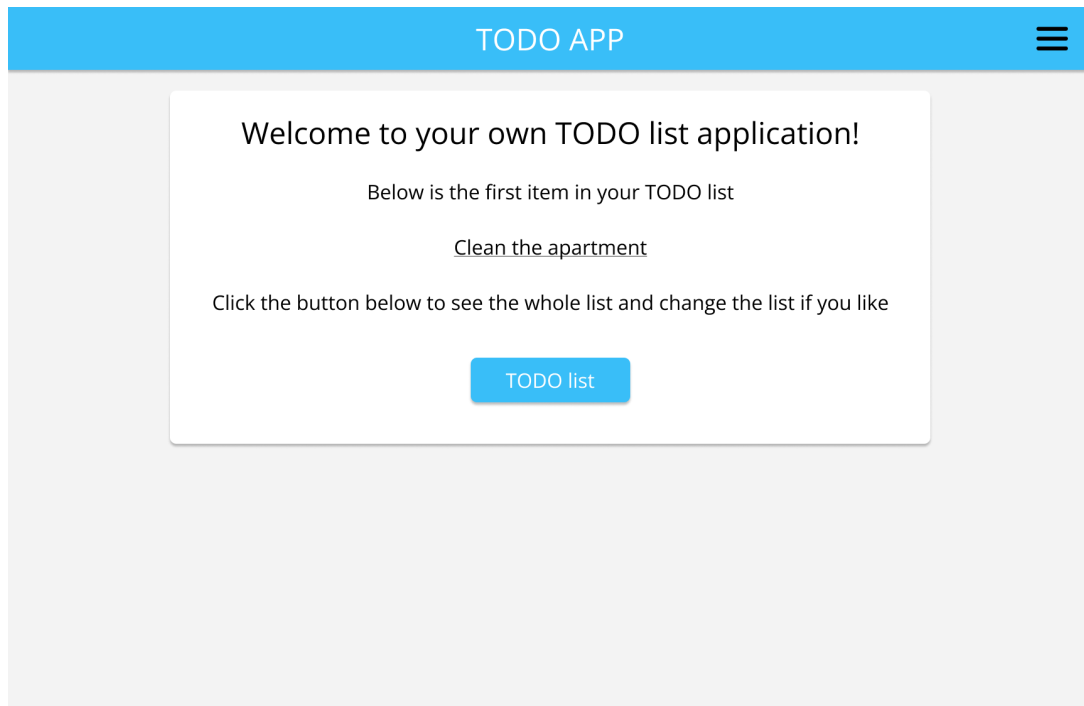 TODO APP
Welcome to your own TODO list application!
Below is the first item in your TODO list
Clean the apartment
Click the button below to see the whole list and change the list if you like
TODO list